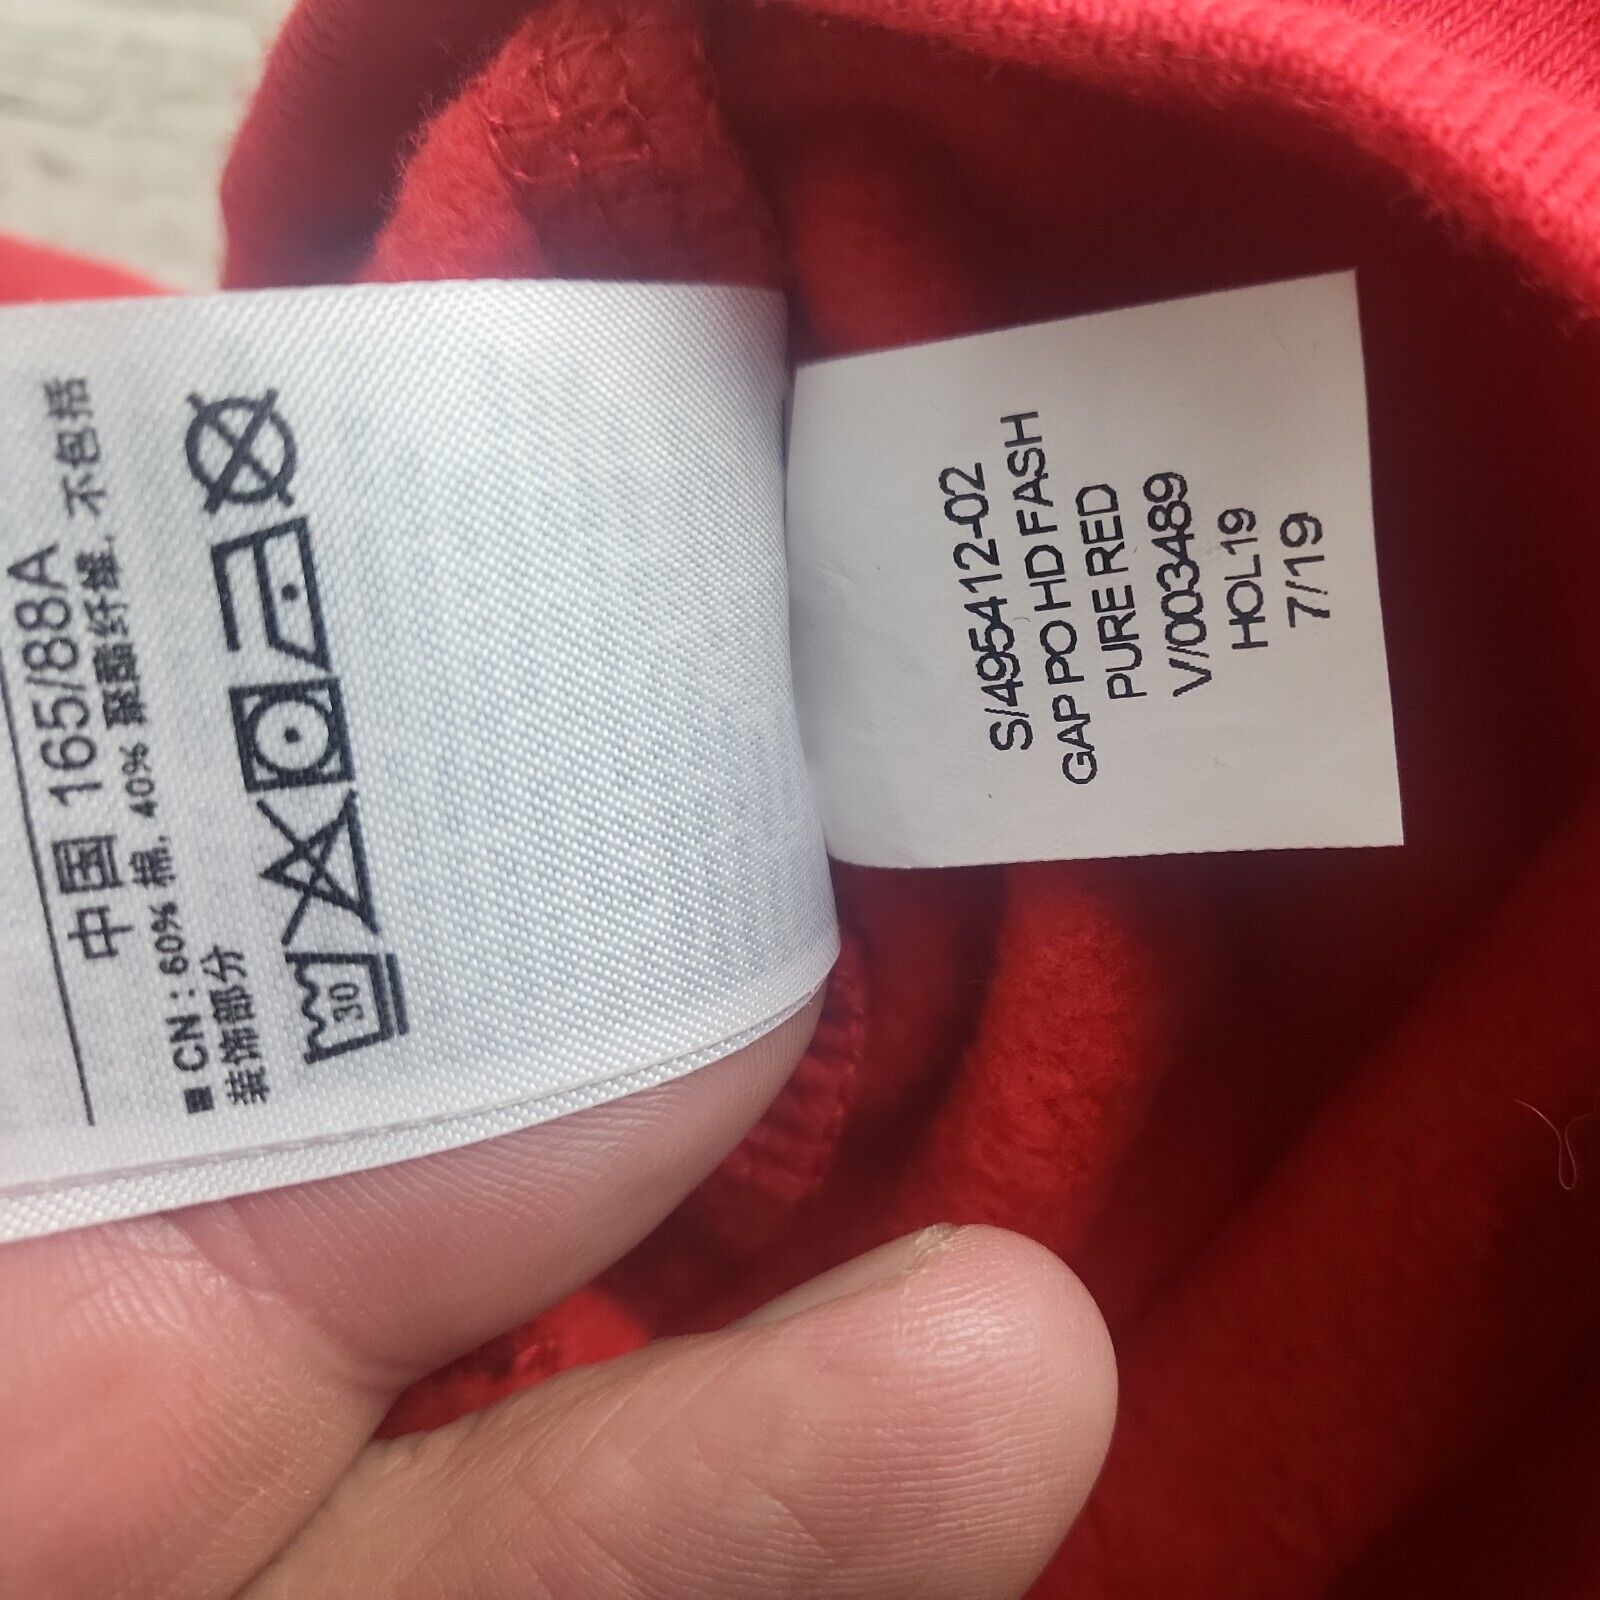 中国 165/88A
■ CN : 60% 棉, 40% 聚酯纤维, 不包括
装饰部分
30
S/495412-02
GAP PO HD FASH
PURE RED
V/003489
HOL19
7/19